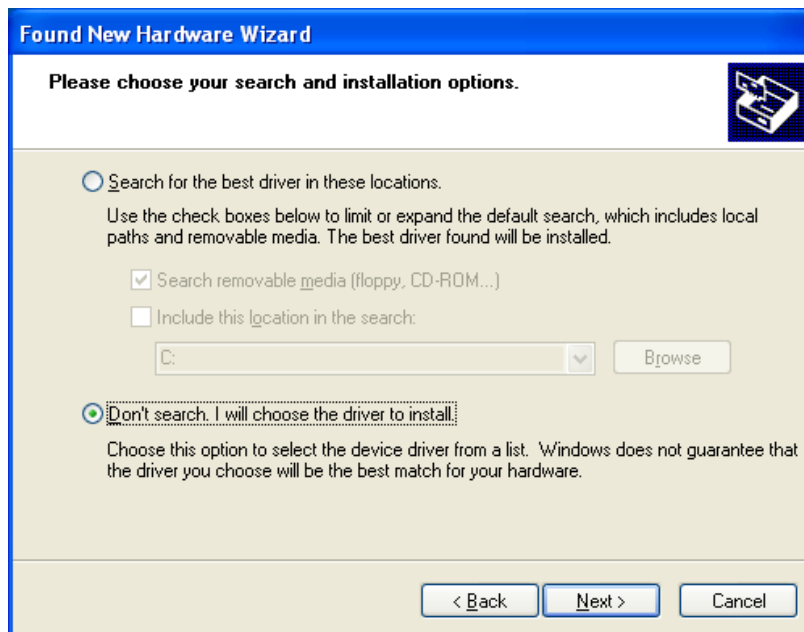 Found New Hardware Wizard
Please choose your search and installation options.
Search for the best driver in these locations.
Use the check boxes below to limit or expand the default search, which includes local
paths and removable media. The best driver found will be installed.
Search removable media (floppy, CD-ROM...)
Include this location in the search:
C:
Browse
Don't search. I will choose the driver to install.
Choose this option to select the device driver from a list.  Windows does not guarantee that
the driver you choose will be the best match for your hardware.
< Back
Next >
Cancel